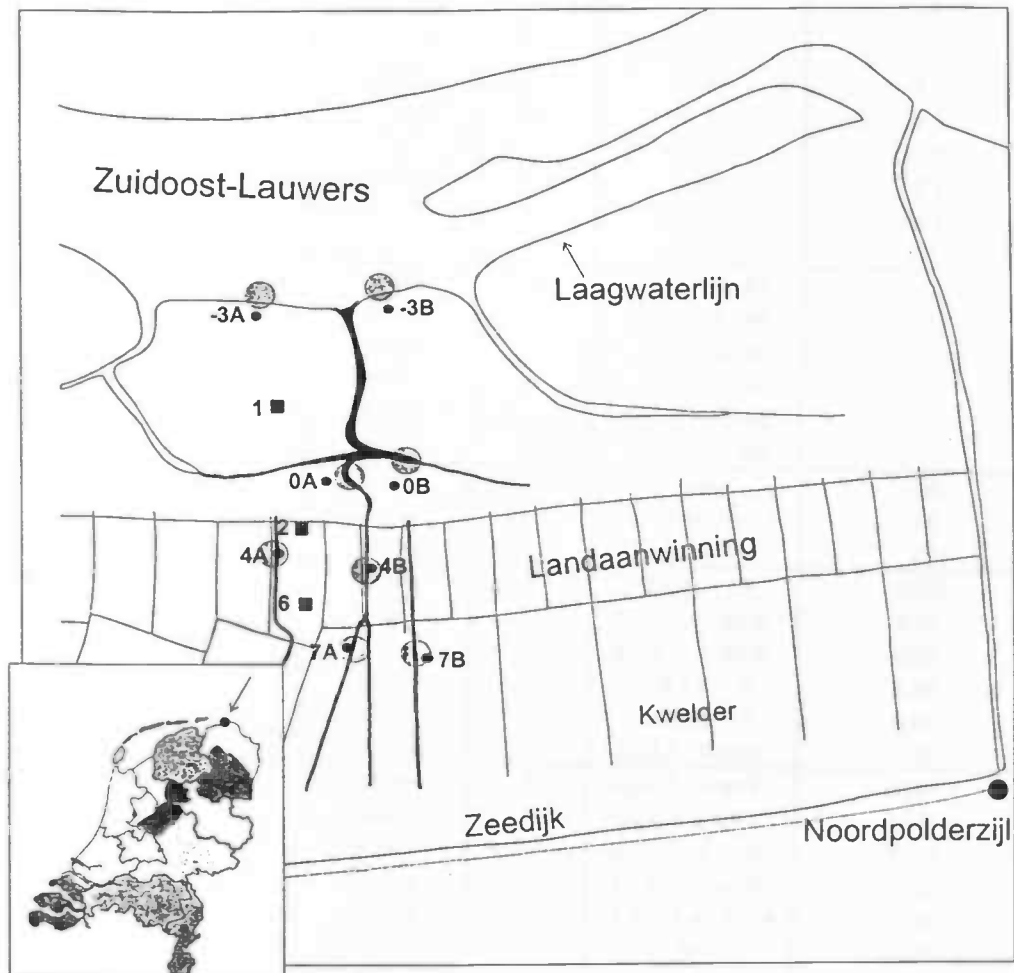 Zuidoost-Lauwers
Laagwaterlijn
-3A
-3B
1
0A
0B
2
4A
4B
Landaanwinning
6
7A
7B
Kwelder
Zeedijk
Noordpolderzijl